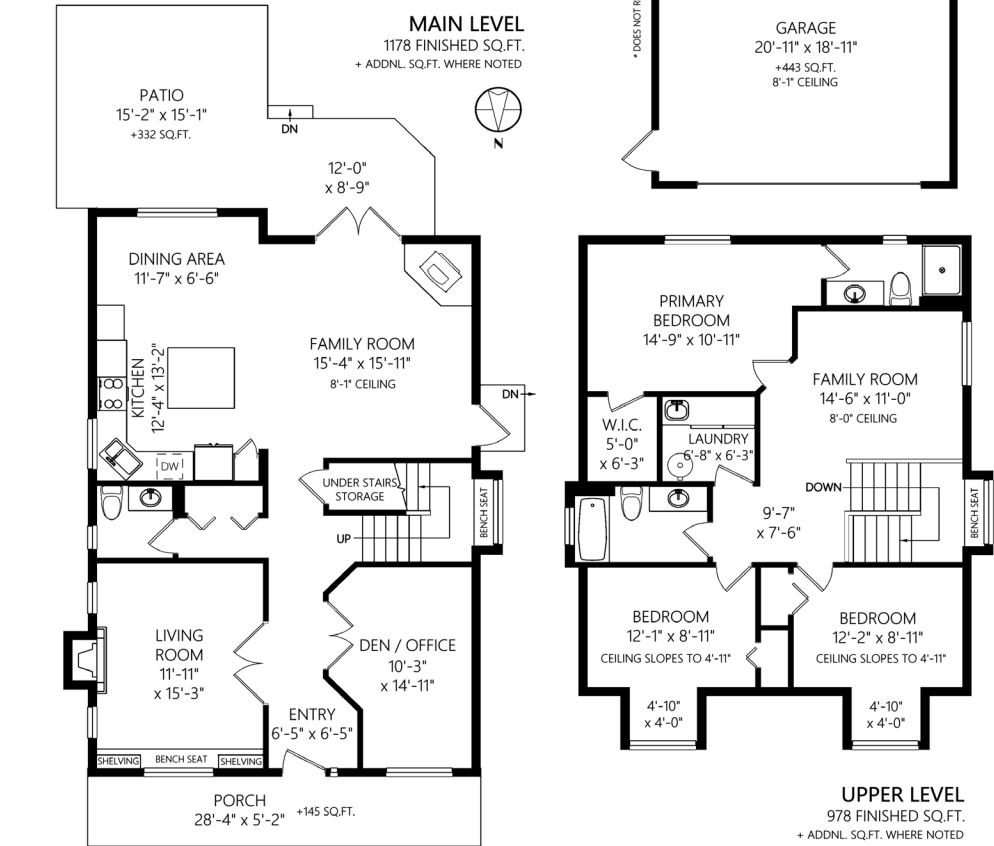 MAIN LEVEL
1178 FINISHED SQ.FT.
+ ADDNL. SQ.FT. WHERE NOTED
N
PATIO
15'-2" x 15'-1"
+332 SQ.FT.
DN
12'-0"
x 8'-9"
DINING AREA
11'-7" x 6'-6"
FAMILY ROOM
15'-4" x 15'-11"
8'-1" CEILING
KITCHEN
12'-4" x 13'-2"
DN
DW
UNDER STAIRS
STORAGE
UP
BENCH SEAT
LIVING
ROOM
11'-11"
x 15'-3"
DEN / OFFICE
10'-3"
x 14'-11"
ENTRY
6'-5" x 6'-5"
SHELVING
BENCH SEAT
SHELVING
PORCH
28'-4" x 5'-2"
+145 SQ.FT.
* DOES NOT
GARAGE
20'-11" x 18'-11"
+443 SQ.FT.
8'-1" CEILING
PRIMARY
BEDROOM
14'-9" x 10'-11"
FAMILY ROOM
14'-6" x 11'-0"
8'-0" CEILING
W.I.C.
5'-0"
x 6'-3"
LAUNDRY
6'-8" x 6'-3"
DOWN
9'-7"
x 7'-6"
BENCH SEAT
BEDROOM
12'-1" x 8'-11"
CEILING SLOPES TO 4'-11"
BEDROOM
12'-2" x 8'-11"
CEILING SLOPES TO 4'-11"
4'-10"
x 4'-0"
4'-10"
x 4'-0"
UPPER LEVEL
978 FINISHED SQ.FT.
+ ADDNL. SQ.FT. WHERE NOTED